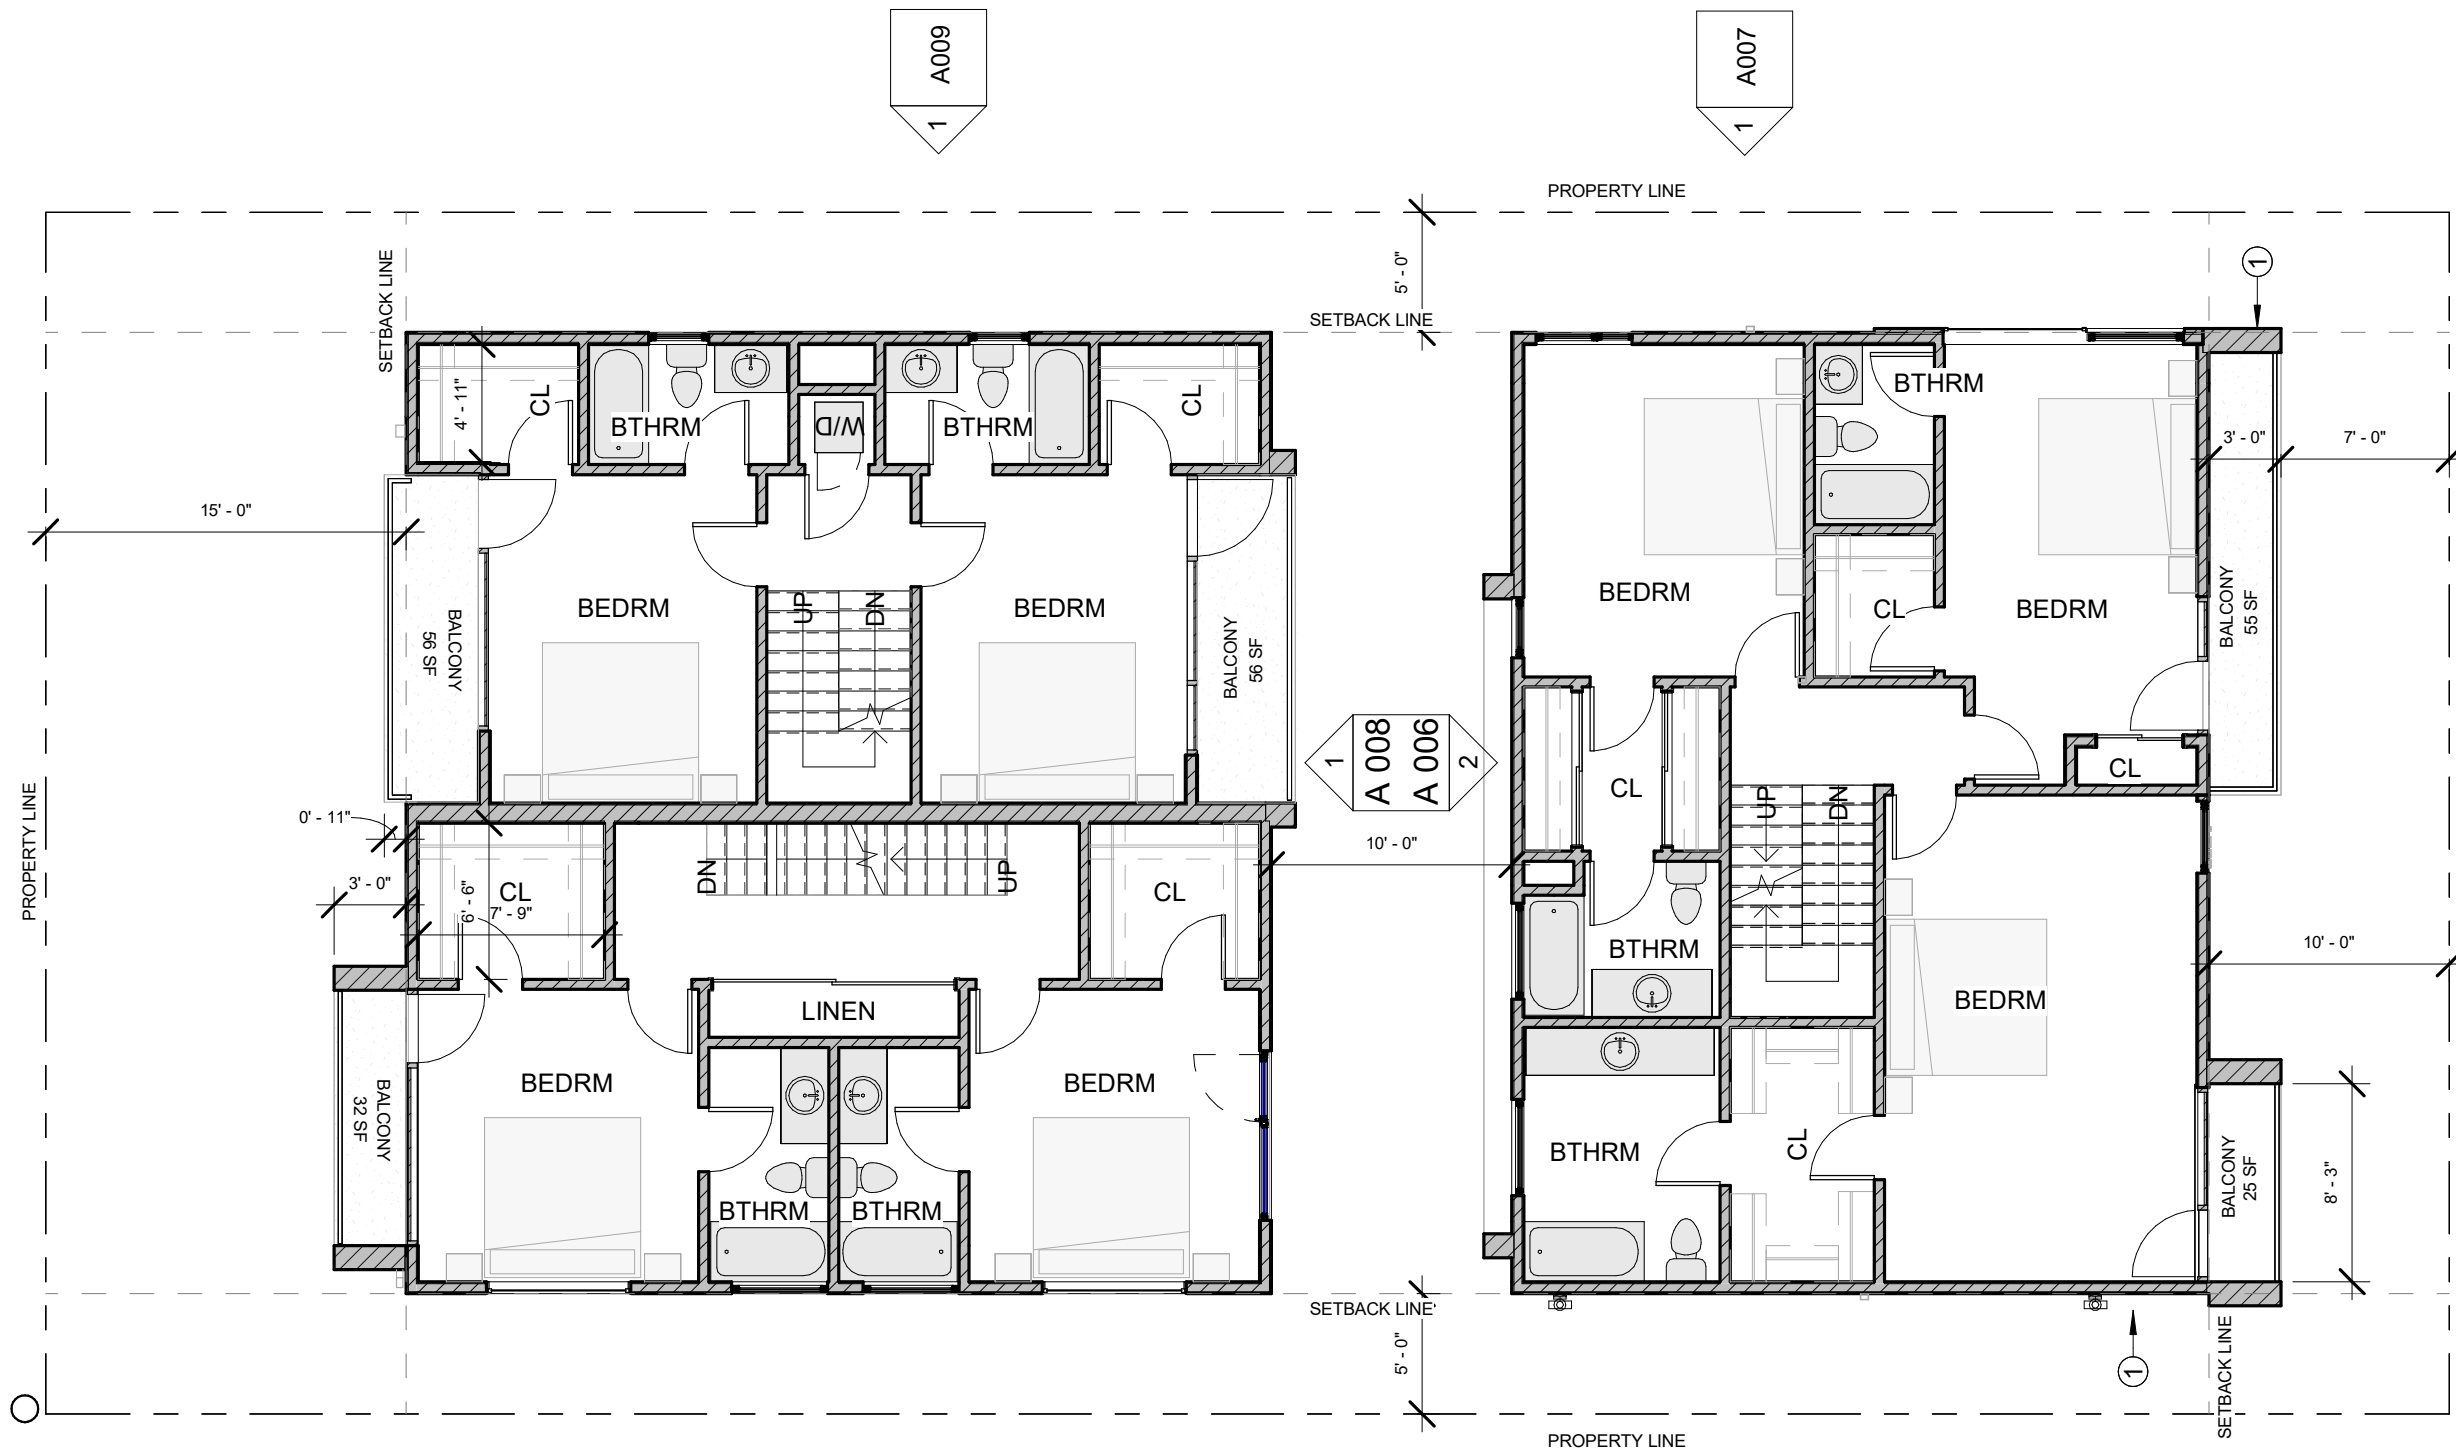 A009
1
A007
1
PROPERTY LINE
SETBACK LINE
5' - 0"
SETBACK LINE
1
4' - 11"
CL
BTHRM
W/D
BTHRM
CL
BTHRM
3' - 0"
7' - 0"
15' - 0"
BALCONY
56 SF
BEDRM
UP
DN
BEDRM
BALCONY
56 SF
BEDRM
CL
BEDRM
BALCONY
55 SF
1
A 008
A 006
2
CL
CL
PROPERTY LINE
0' - 11"
10' - 0"
UP
DN
3' - 0"
CL
6' - 6"
7' - 9"
DN
UP
CL
BTHRM
10' - 0"
LINEN
BEDRM
BALCONY
32 SF
BEDRM
BEDRM
BTHRM
BTHRM
BTHRM
CL
BALCONY
25 SF
8' - 3"
SETBACK LINE
5' - 0"
1
SETBACK LINE
PROPERTY LINE